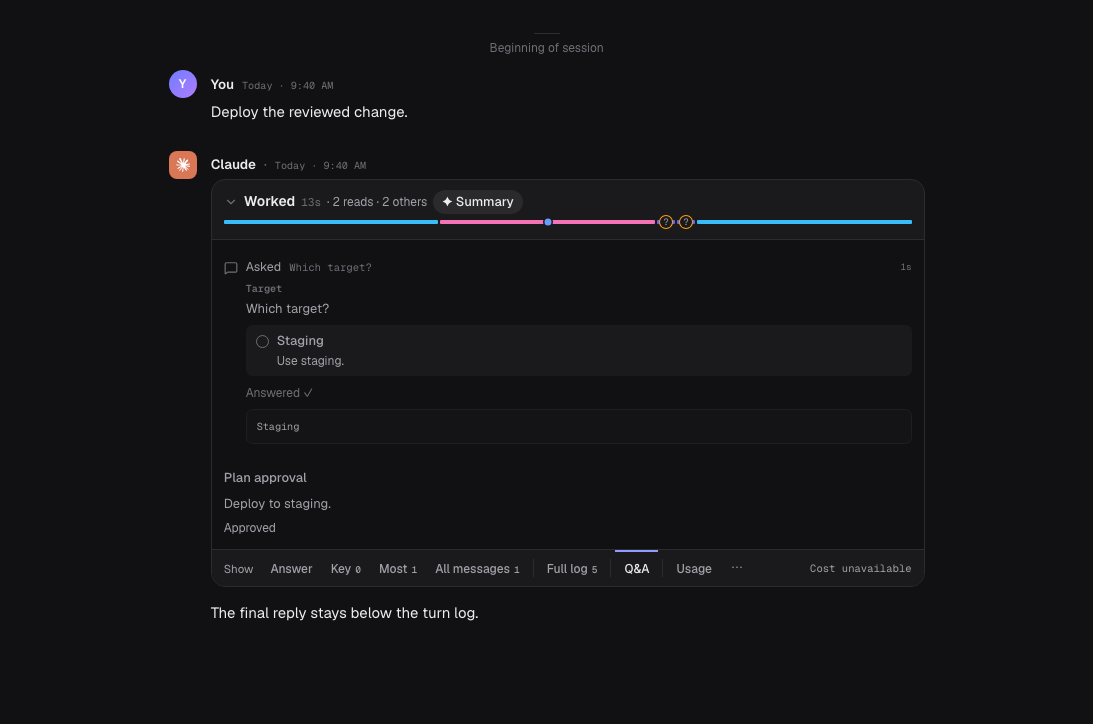 Beginning of session
Y You Today · 9:40 AM
Deploy the reviewed change.
Claude · Today · 9:40 AM
Worked 13s · 2 reads · 2 others Summary
? ?
Asked Which target? 1s
Target
Which target?
Staging
Use staging.
Answered ✓
Staging
Plan approval
Deploy to staging.
Approved
Show Answer Key 0 Most 1 All messages 1 Full log 5 Q&A Usage ··· Cost unavailable
The final reply stays below the turn log.